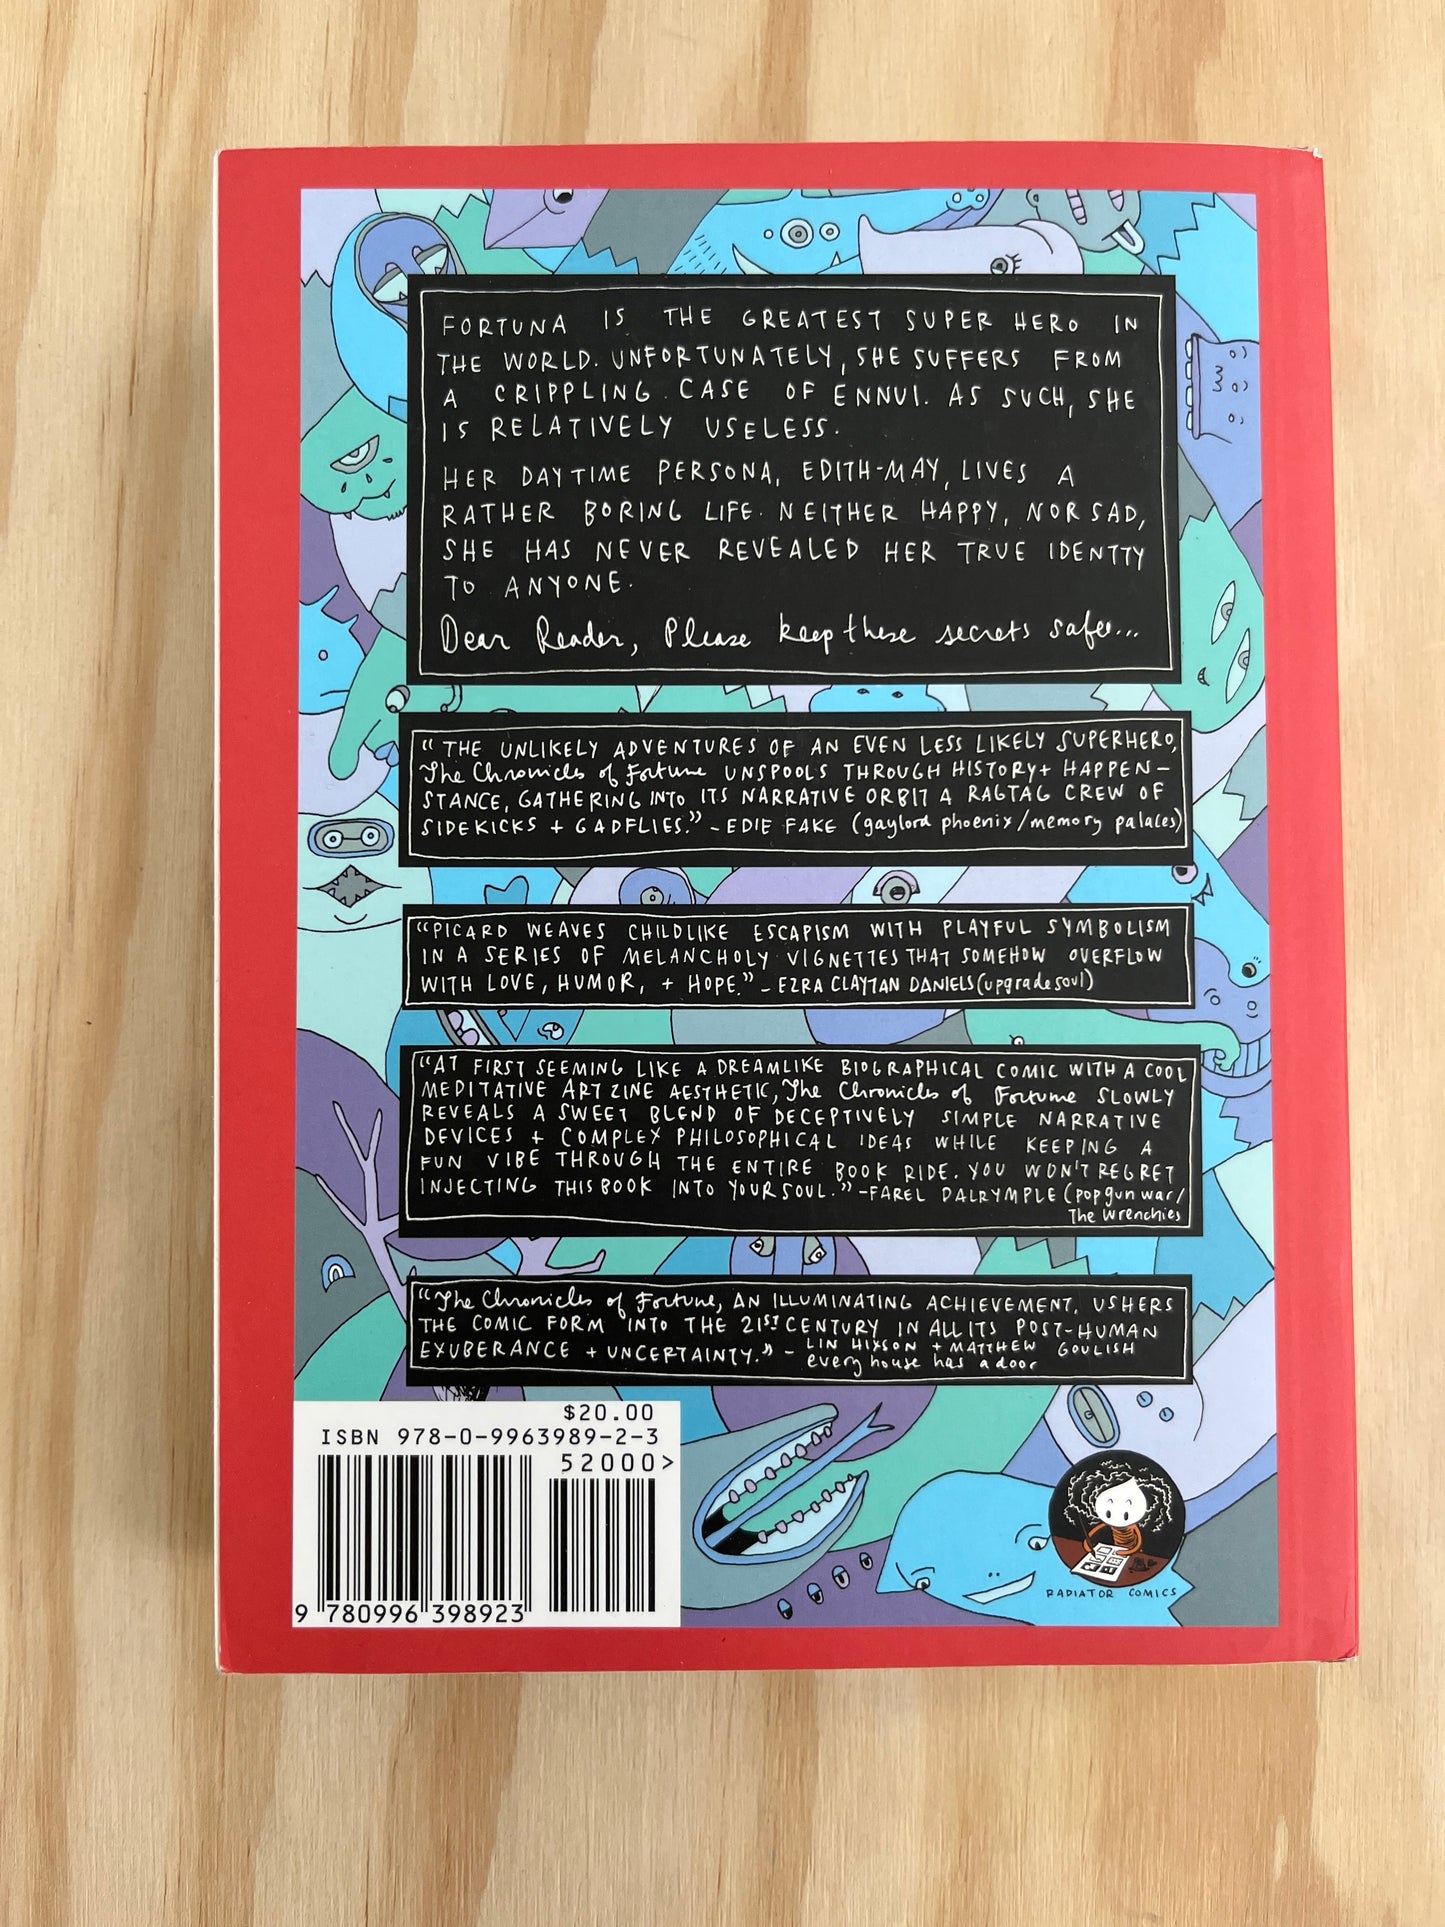 FORTUNA IS THE GREATEST SUPER HERO IN
THE WORLD. UNFORTUNATELY, SHE SUFFERS FROM
A CRIPPLING CASE OF ENNUI. AS SUCH, SHE
IS RELATIVELY USELESS.
HER DAYTIME PERSONA, EDITH-MAY, LIVES A
RATHER BORING LIFE. NEITHER HAPPY, NOR SAD,
SHE HAS NEVER REVEALED HER TRUE IDENTTY
TO ANYONE.
Dear Reader, Please keep these secrets safe...
"THE UNLIKELY ADVENTURES OF AN EVEN LESS LIKELY SUPERHERO,
The Chronicles of Fortune UNSPOOLS THROUGH HISTORY + HAPPEN-
STANCE, GATHERING INTO ITS NARRATIVE ORBIT A RAGTAG CREW OF
SIDEKICKS + GADFLIES." - EDIE FAKE (gaylord phoenix/memory palaces)
"PICARD WEAVES CHILDLIKE ESCAPISM WITH PLAYFUL SYMBOLISM
IN A SERIES OF MELANCHOLY VIGNETTES THAT SOMEHOW OVERFLOW
WITH LOVE, HUMOR, + HOPE." - EZRA CLAYTAN DANIELS (upgradesoul)
"AT FIRST SEEMING LIKE A DREAMLIKE BIOGRAPHICAL COMIC WITH A COOL
MEDITATIVE ART ZINE AESTHETIC, The Chronicles of Fortune SLOWLY
REVEALS A SWEET BLEND OF DECEPTIVELY SIMPLE NARRATIVE
DEVICES + COMPLEX PHILOSOPHICAL IDEAS WHILE KEEPING A
FUN VIBE THROUGH THE ENTIRE BOOK RIDE. YOU WON'T REGRET
INJECTING THIS BOOK INTO YOUR SOUL." - FAREL DALRYMPLE (pop gun war/
The Wrenchies
"The Chronicles of Fortune, AN ILLUMINATING ACHIEVEMENT, USHERS
THE COMIC FORM INTO THE 21ST CENTURY IN ALL ITS POST-HUMAN
EXUBERANCE + UNCERTAINTY." - LIN HIXSON + MATTHEW GOULISH
every house has a door
$20.00
ISBN 978-0-9963989-2-3
52000>
9 780996 398923
RADIATOR COMICS